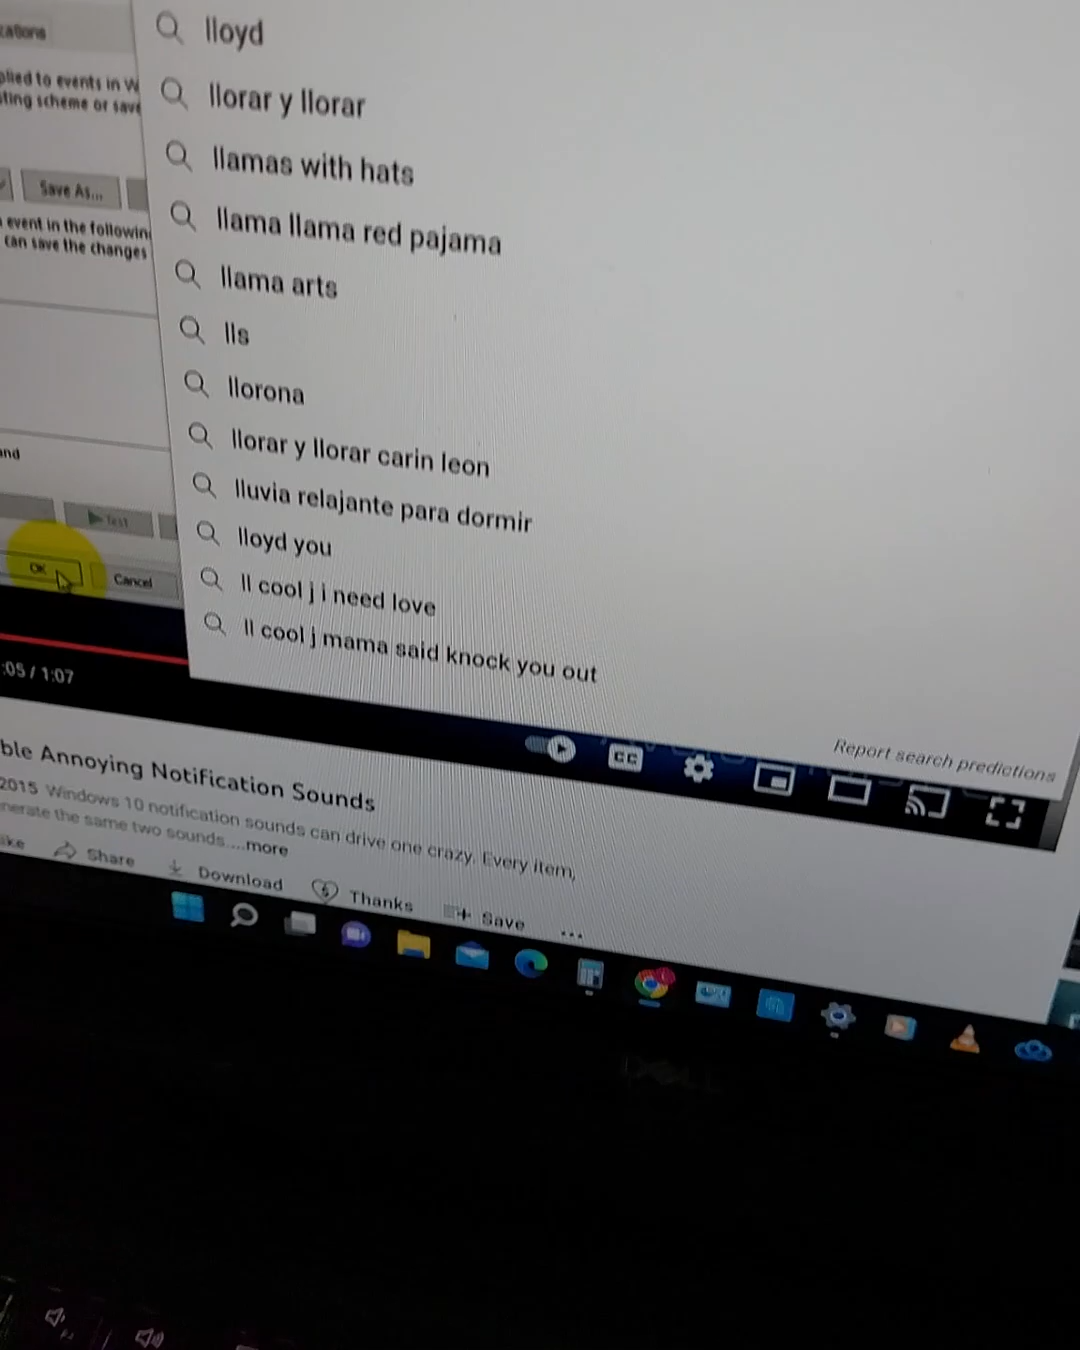 lloyd
llorar y llorar
plied to events in W
ting scheme or save
llamas with hats
Save As...
llama llama red pajama
event in the followin
can save the changes
llama arts
lls
llorona
llorar y llorar carin leon
and
lluvia relajante para dormir
Test
lloyd you
OK
Cancel
ll cool j i need love
ll cool j mama said knock you out
:05 / 1:07
Report search predictions
CC
ble Annoying Notification Sounds
2015 Windows 10 notification sounds can drive one crazy. Every item,
nerate the same two sounds....more
ike
Share
Download
Thanks
Save
...
DELL